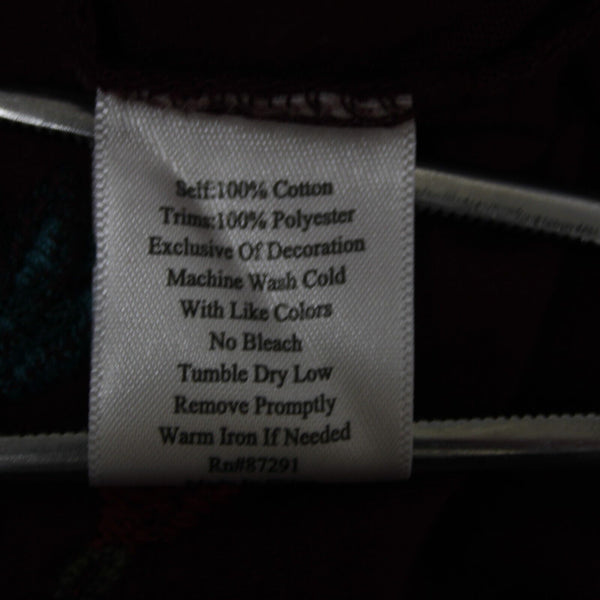 Self:100% Cotton
Trims:100% Polyester
Exclusive Of Decoration
Machine Wash Cold
With Like Colors
No Bleach
Tumble Dry Low
Remove Promptly
Warm Iron If Needed
Rn#87291